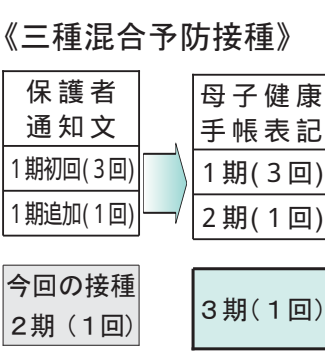 《三種混合予防接種》
保護者
通知文
1期初回(3回)
1期追加(1回)
母子健康
手帳表記
1期(3回)
2期(1回)
今回の接種
2期(1回)
3期(1回)